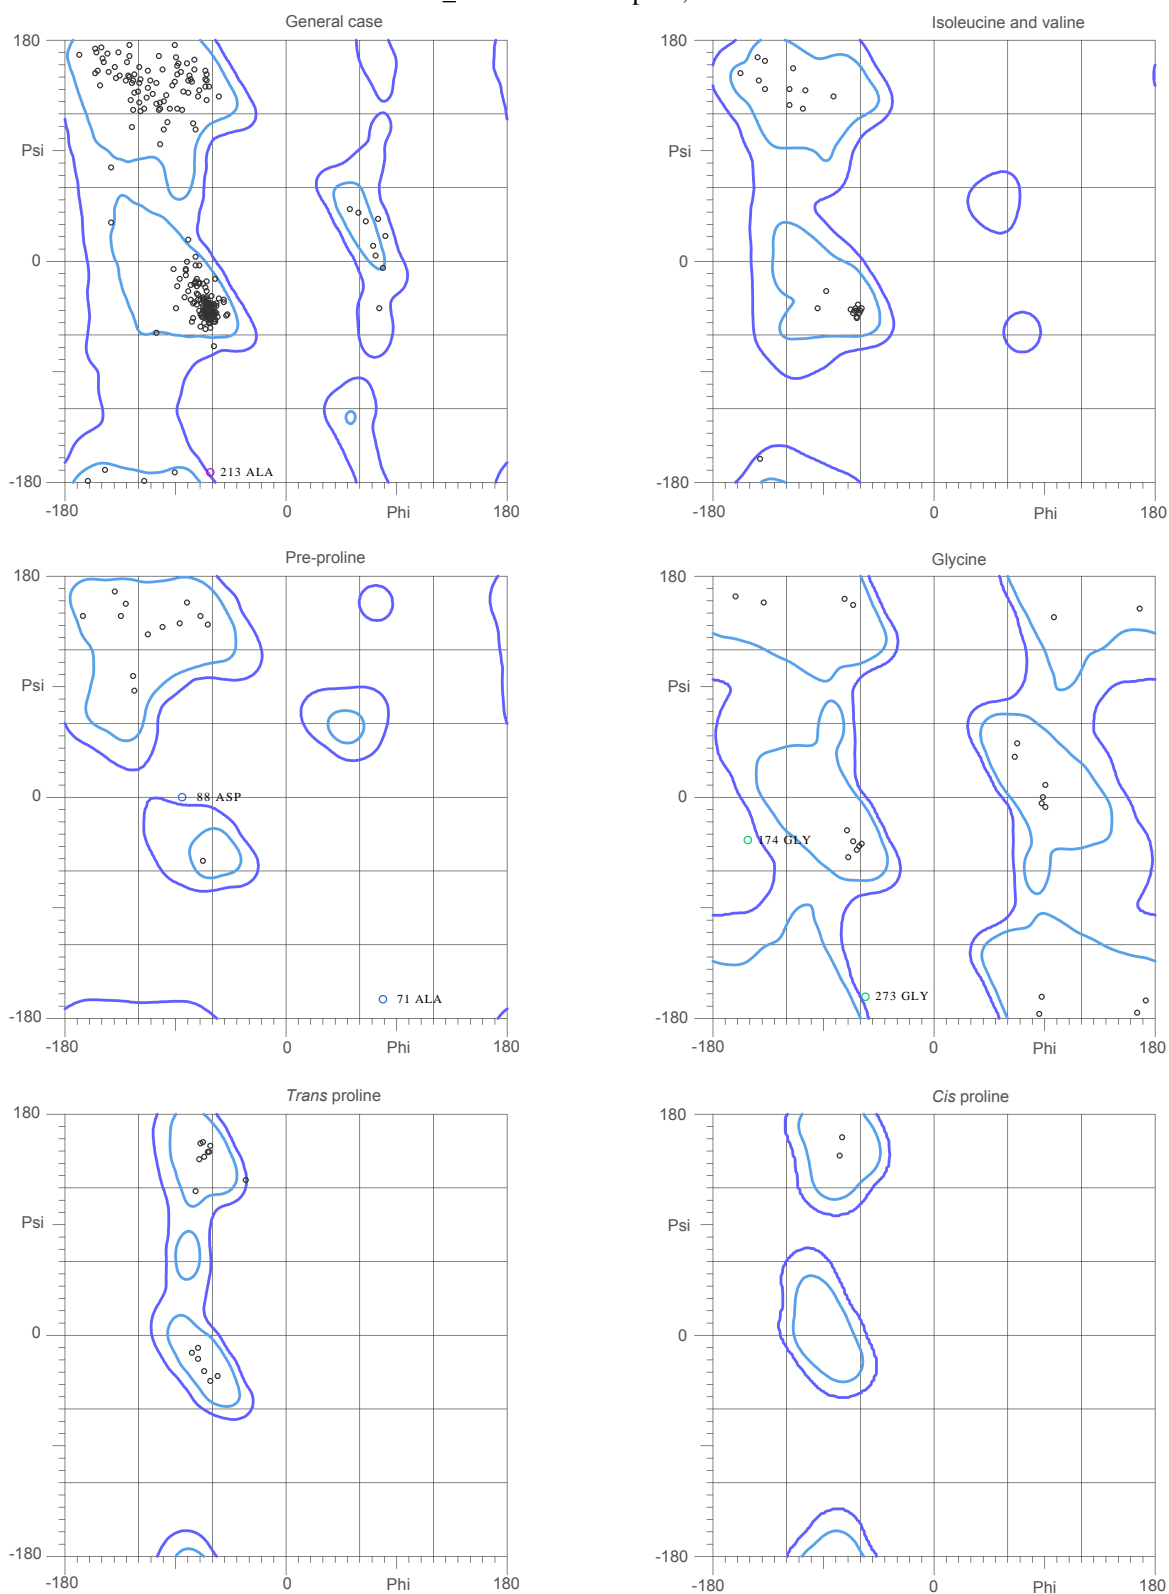 General case
180
Psi
0
-180
-180
0
Phi
180
213 ALA
Isoleucine and valine
180
Psi
0
-180
-180
0
Phi
180
Pre-proline
180
Psi
0
-180
-180
0
Phi
180
88 ASP
71 ALA
Glycine
180
Psi
0
-180
-180
0
Phi
180
174 GLY
273 GLY
Trans proline
180
Psi
0
-180
-180
0
Phi
180
Cis proline
180
Psi
0
-180
-180
0
Phi
180